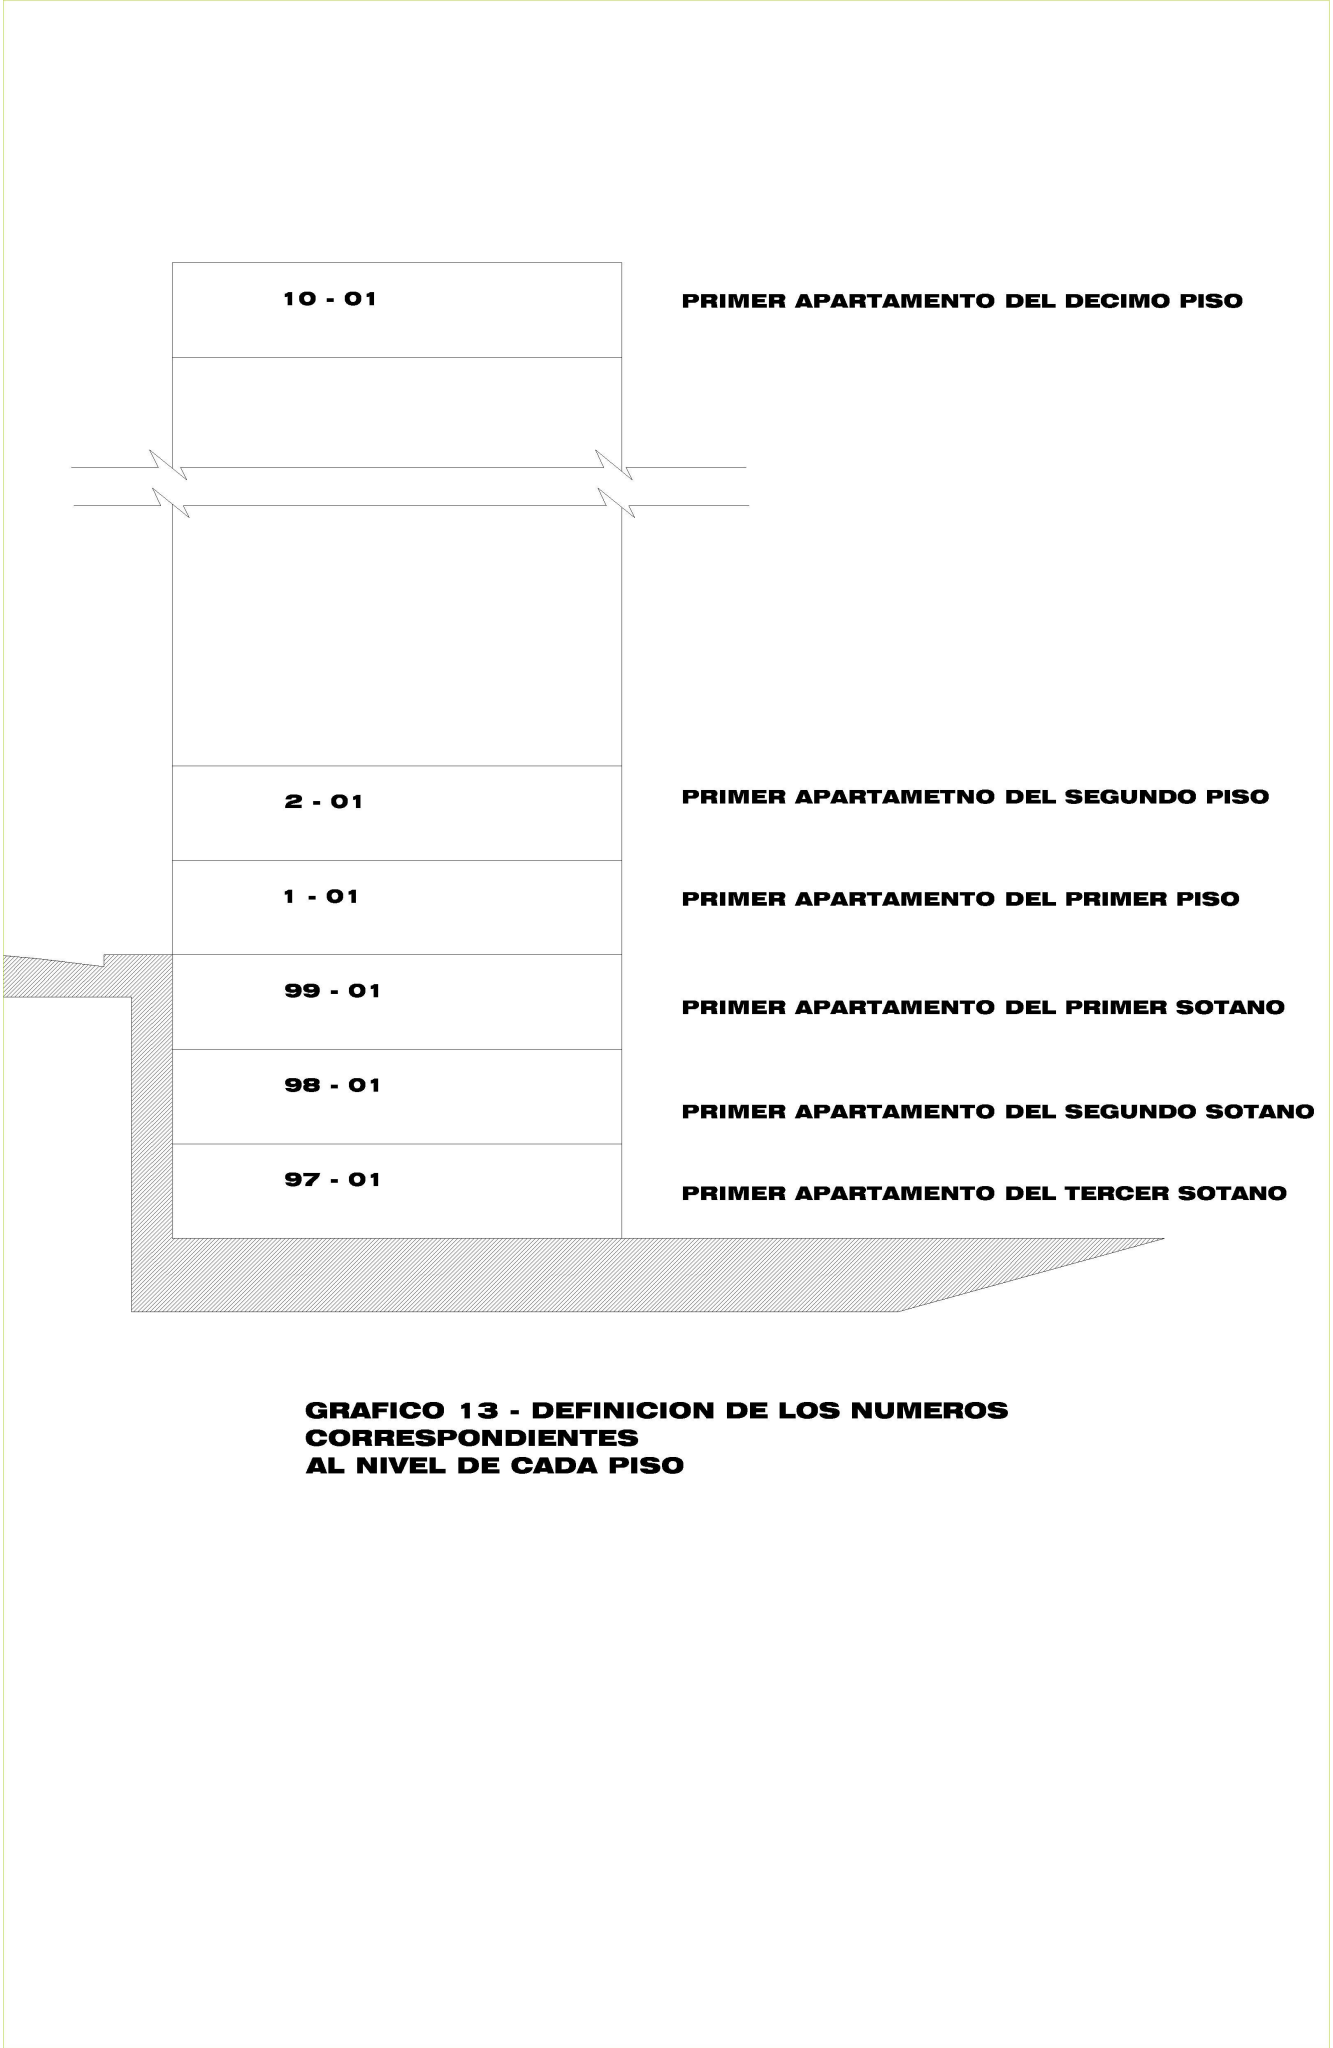 10 - 01
PRIMER APARTAMENTO DEL DECIMO PISO
2 - 01
PRIMER APARTAMETNO DEL SEGUNDO PISO
1 - 01
PRIMER APARTAMENTO DEL PRIMER PISO
99 - 01
PRIMER APARTAMENTO DEL PRIMER SOTANO
98 - 01
PRIMER APARTAMENTO DEL SEGUNDO SOTANO
97 - 01
PRIMER APARTAMENTO DEL TERCER SOTANO
GRAFICO 13 - DEFINICION DE LOS NUMEROS
CORRESPONDIENTES
AL NIVEL DE CADA PISO